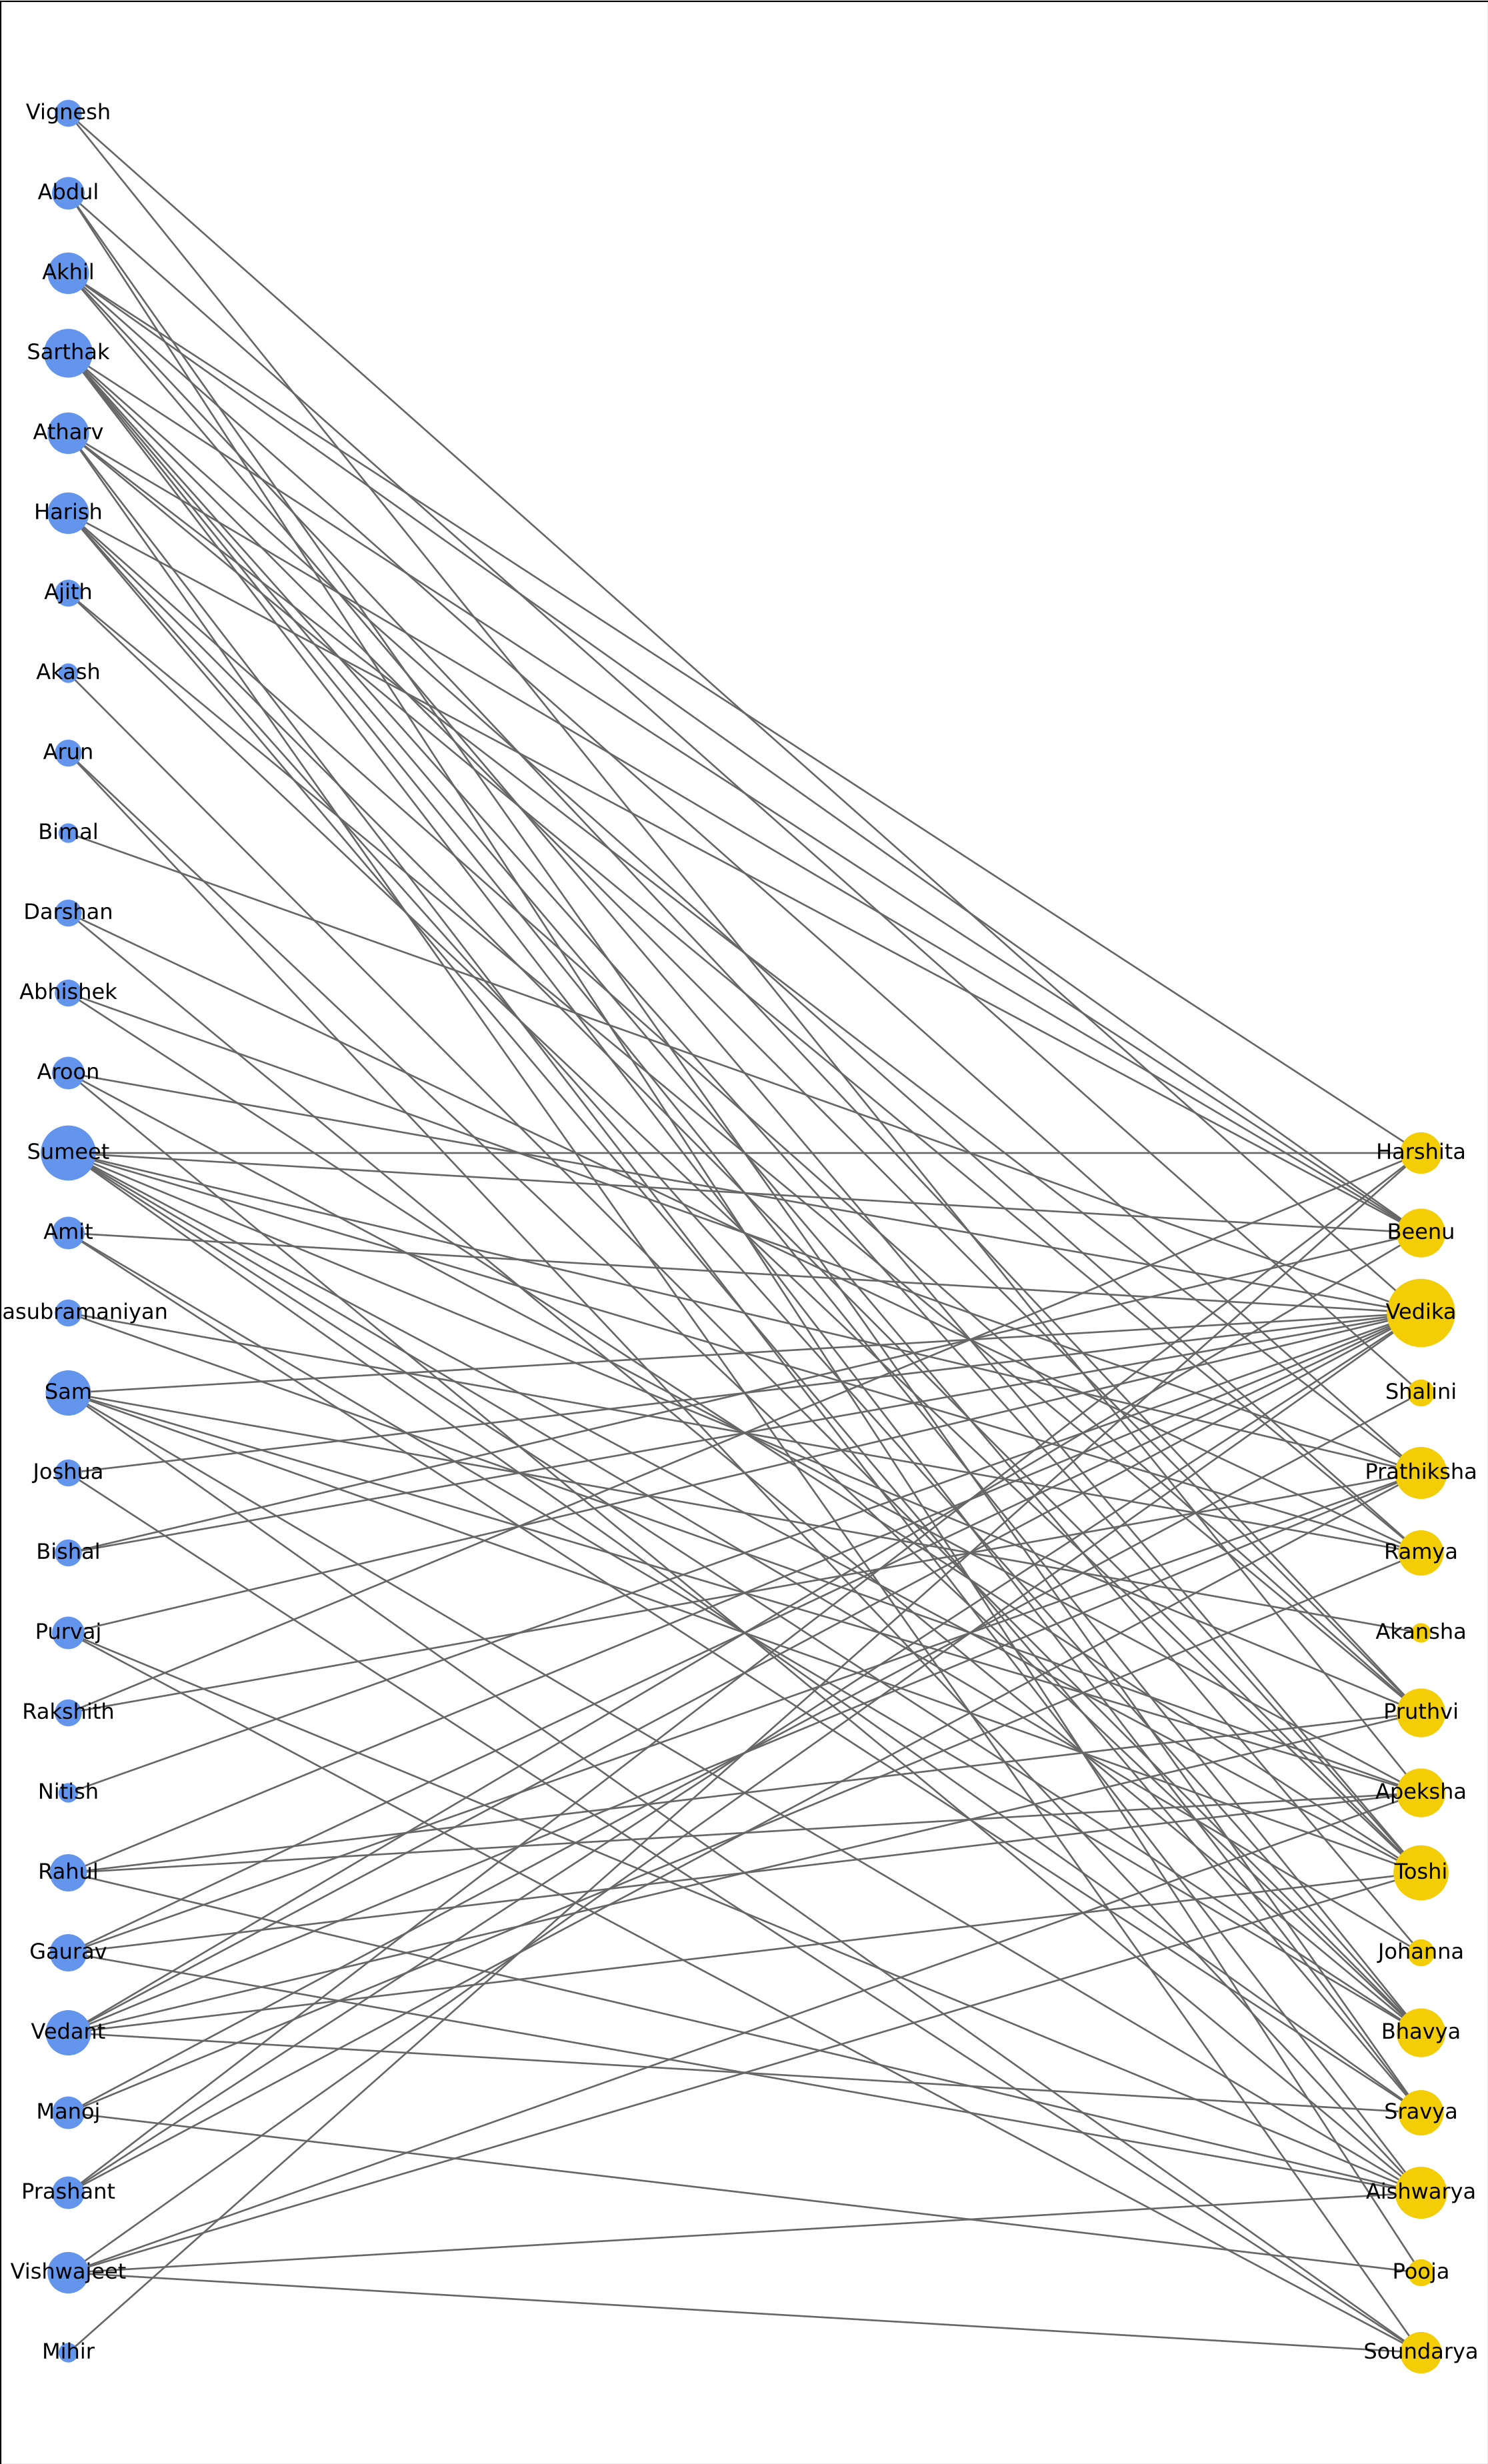 Vignesh
Abdul
Akhil
Sarthak
Atharv
Harish
Ajith
Akash
Arun
Bimal
Darshan
Abhishek
Aroon
Sumeet
Amit
asubramaniyan
Sam
Joshua
Bishal
Purvaj
Rakshith
Nitish
Rahul
Gaurav
Vedant
Manoj
Prashant
Vishwajeet
Mihir
Harshita
Beenu
Vedika
Shalini
Prathiksha
Ramya
Akansha
Pruthvi
Apeksha
Toshi
Johanna
Bhavya
Sravya
Aishwarya
Pooja
Soundarya